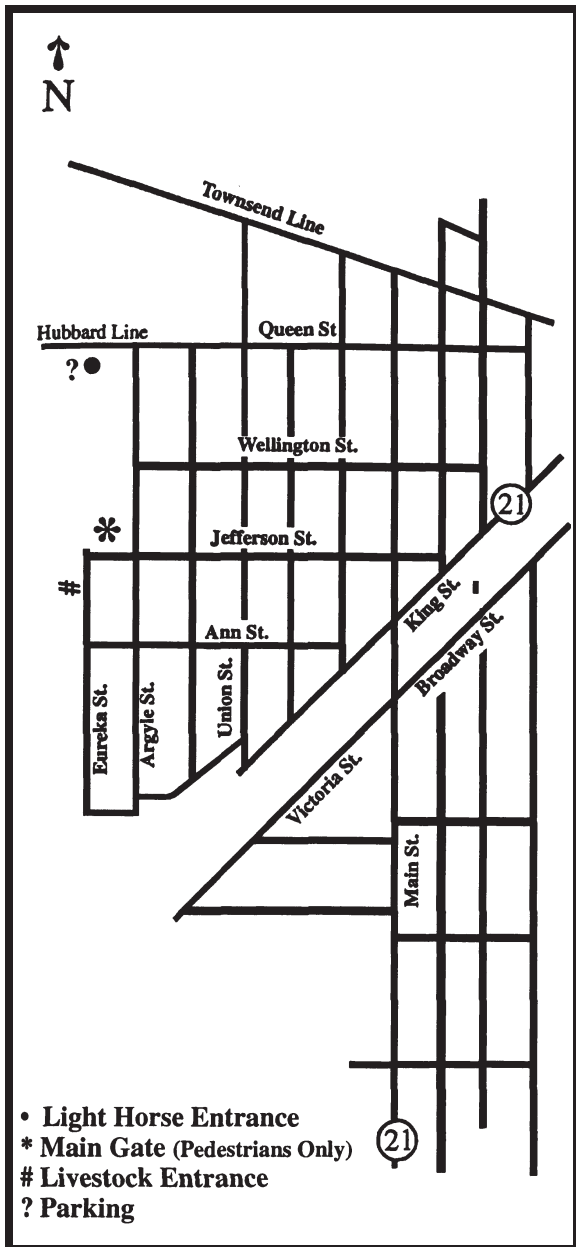 N
Townsend Line
Hubbard Line
Queen St
?
Wellington St.
*
Jefferson St.
21
#
King St.
Ann St.
Broadway St.
Eureka St.
Argyle St.
Union St.
Victoria St.
Main St.
• Light Horse Entrance
* Main Gate (Pedestrians Only)
21
# Livestock Entrance
? Parking